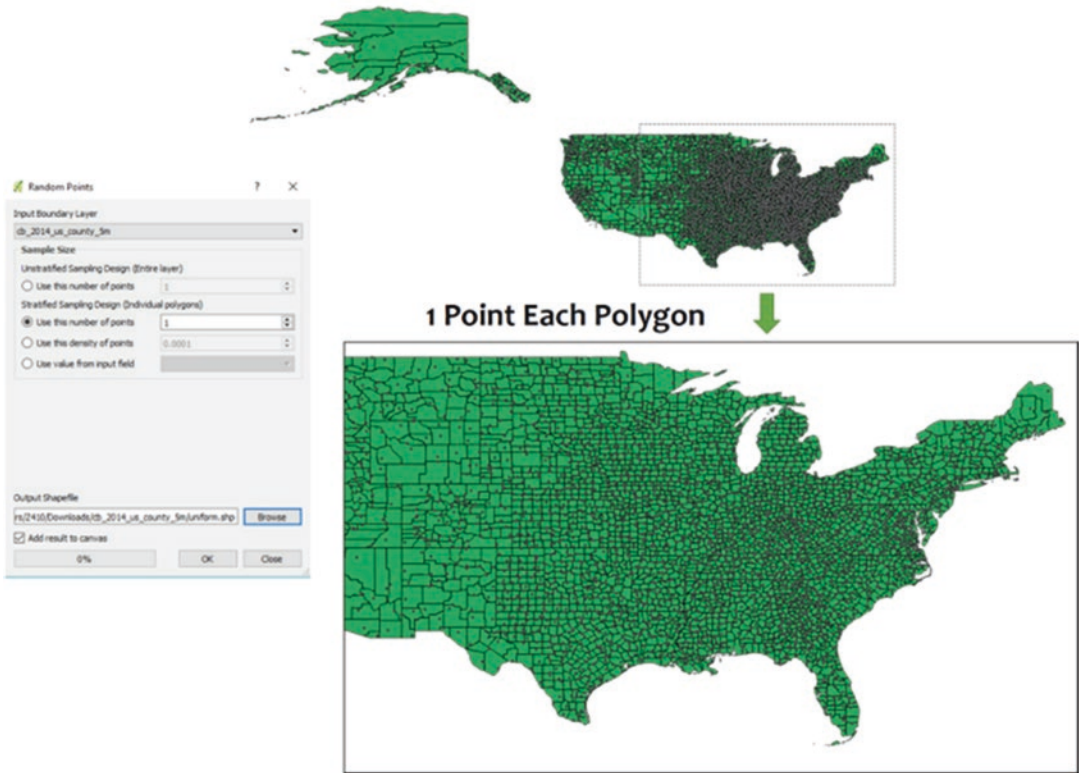 Random Points
?
Input Boundary Layer
cb_2014_us_county_5m
Sample Size
Unstratified Sampling Design (Entire layer)
Use this number of points 1
Stratified Sampling Design (Individual polygons)
Use this number of points 1
Use this density of points 0.0001
Use value from input field
Output Shapefile
rs/2410/Downloads/cb_2014_us_county_5m/uniform.shp Browse
Add result to canvas
0% OK Close
1 Point Each Polygon